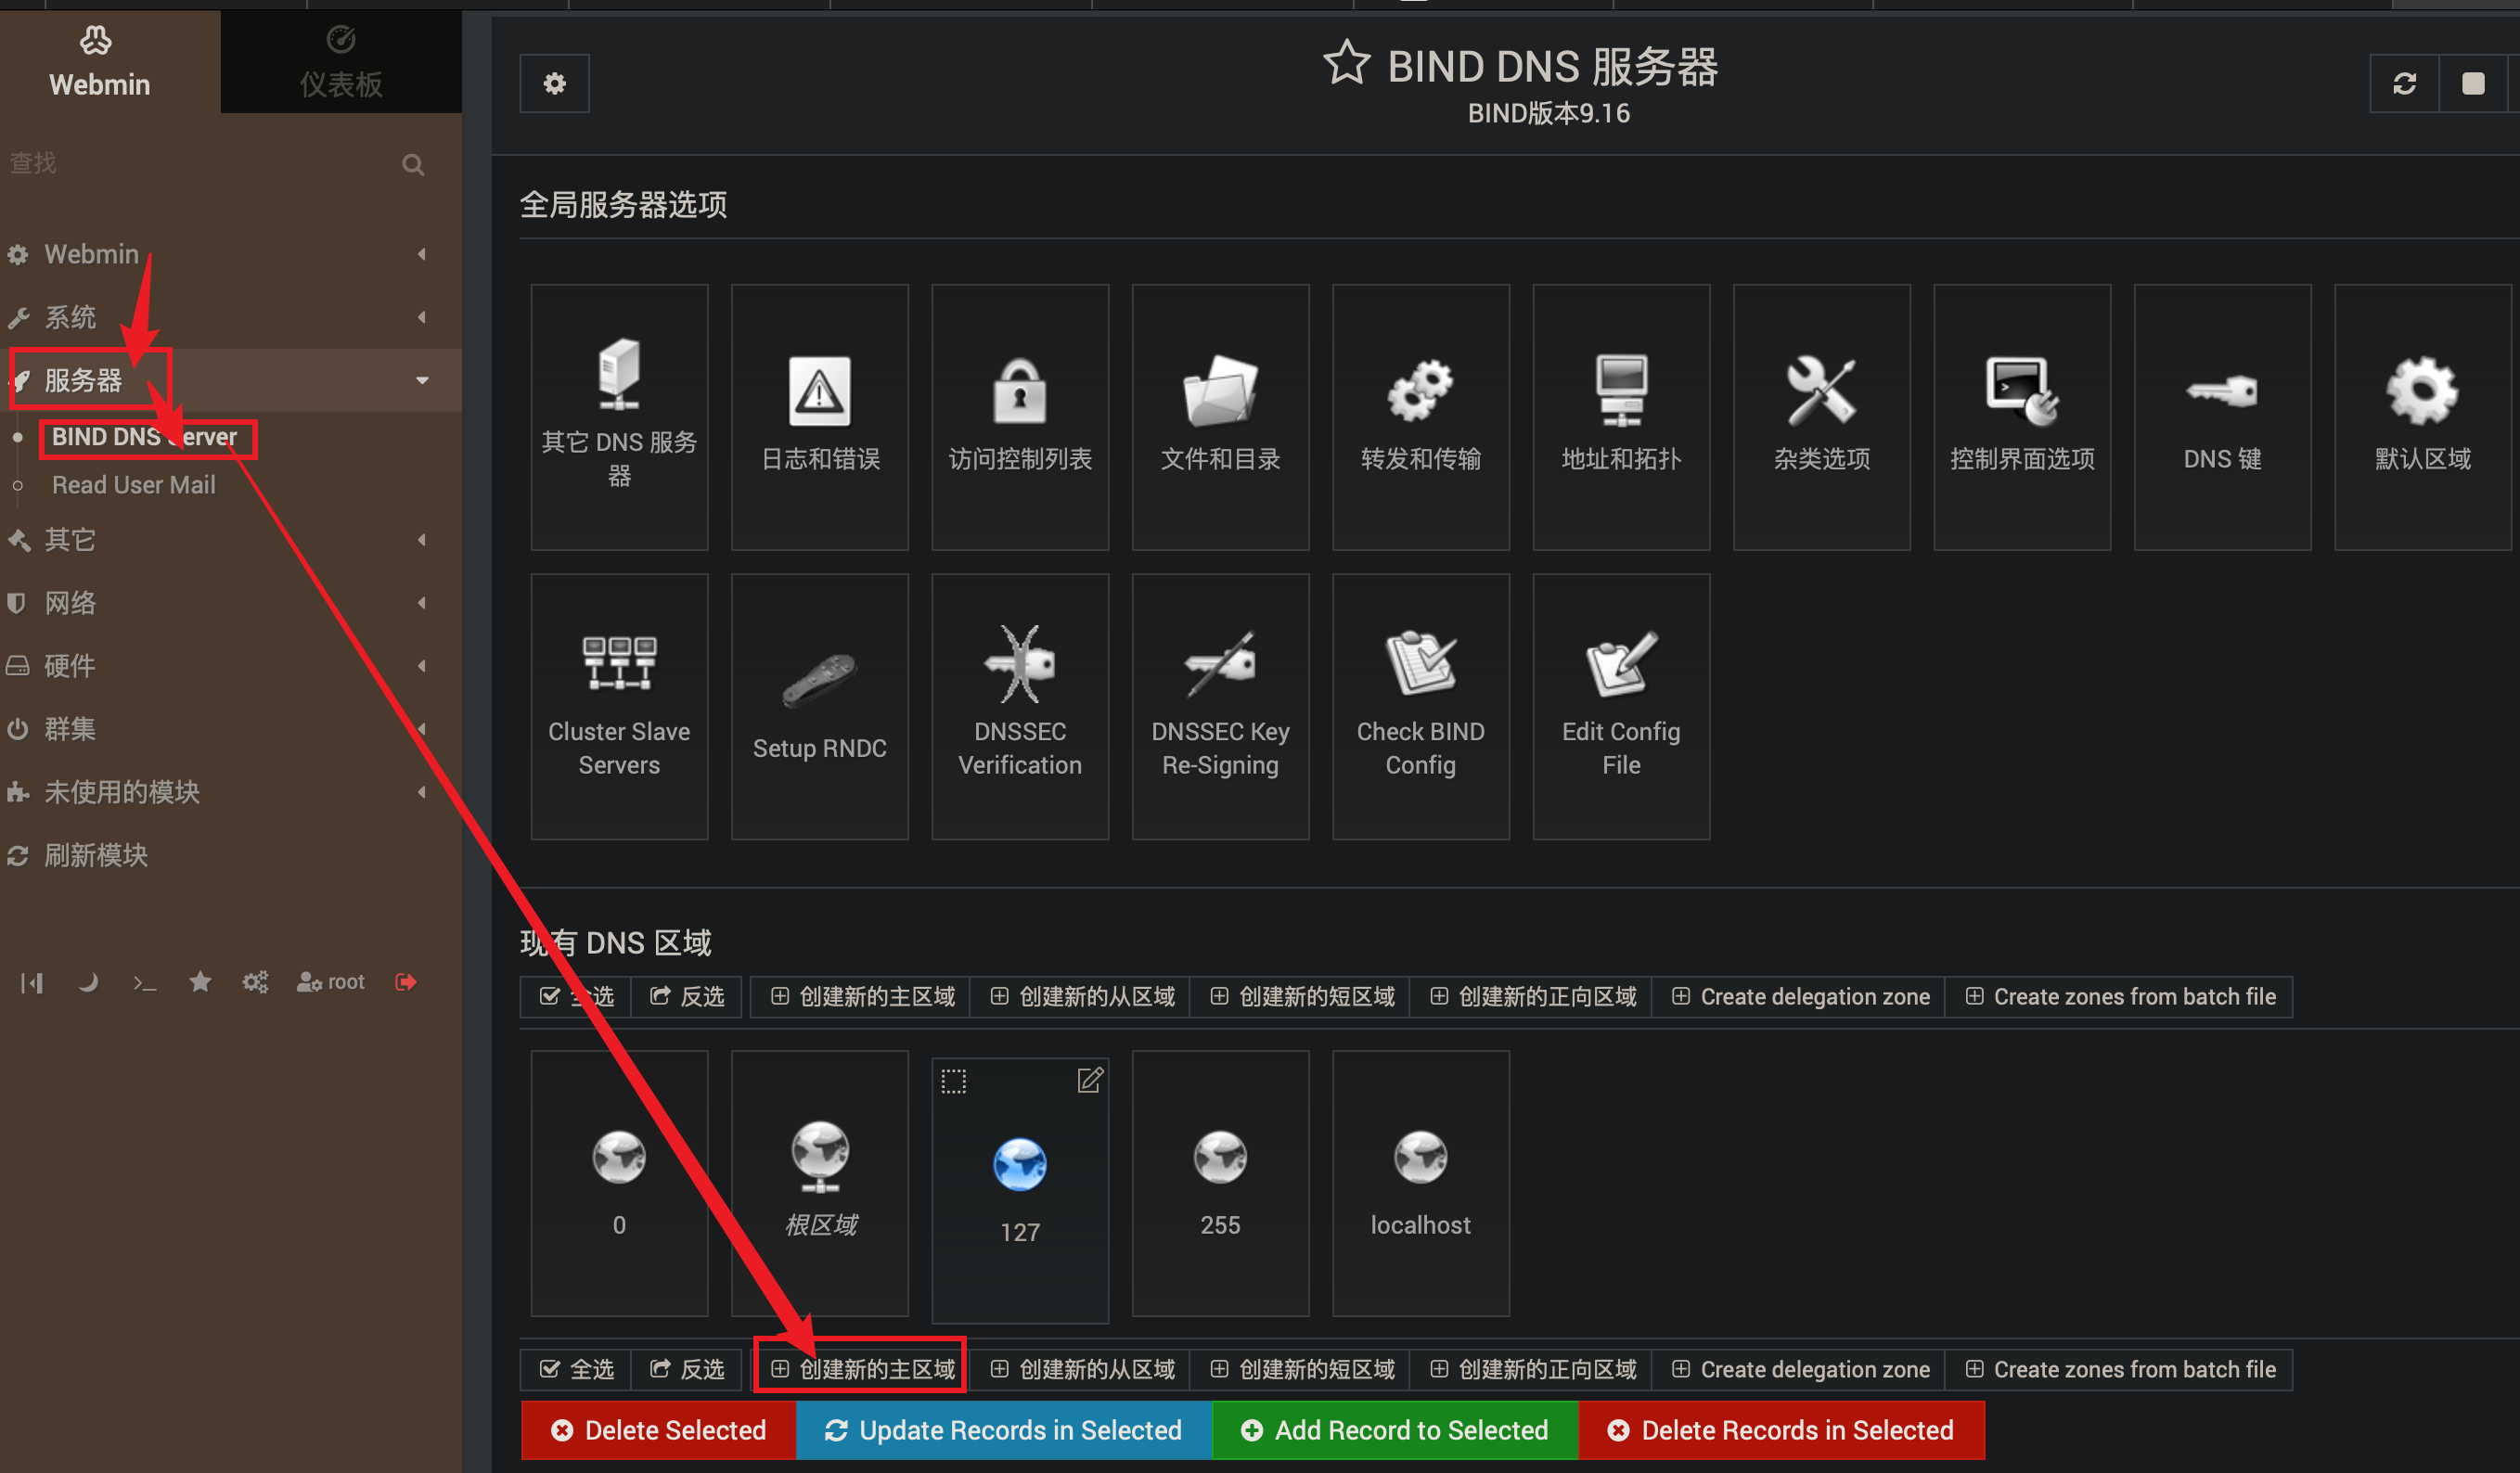 Webmin
仪表板
查找
Webmin
系统
服务器
BIND DNS Server
Read User Mail
其它
网络
硬件
群集
未使用的模块
刷新模块
root
BIND DNS 服务器
BIND版本9.16
全局服务器选项
其它 DNS 服务
器
日志和错误
访问控制列表
文件和目录
转发和传输
地址和拓扑
杂类选项
控制界面选项
DNS 键
默认区域
Cluster Slave
Servers
Setup RNDC
DNSSEC
Verification
DNSSEC Key
Re-Signing
Check BIND
Config
Edit Config
File
现有 DNS 区域
全选 反选 创建新的主区域 创建新的从区域 创建新的短区域 创建新的正向区域 Create delegation zone Create zones from batch file
0
根区域
127
255
localhost
全选 反选 创建新的主区域 创建新的从区域 创建新的短区域 创建新的正向区域 Create delegation zone Create zones from batch file
Delete Selected Update Records in Selected Add Record to Selected Delete Records in Selected